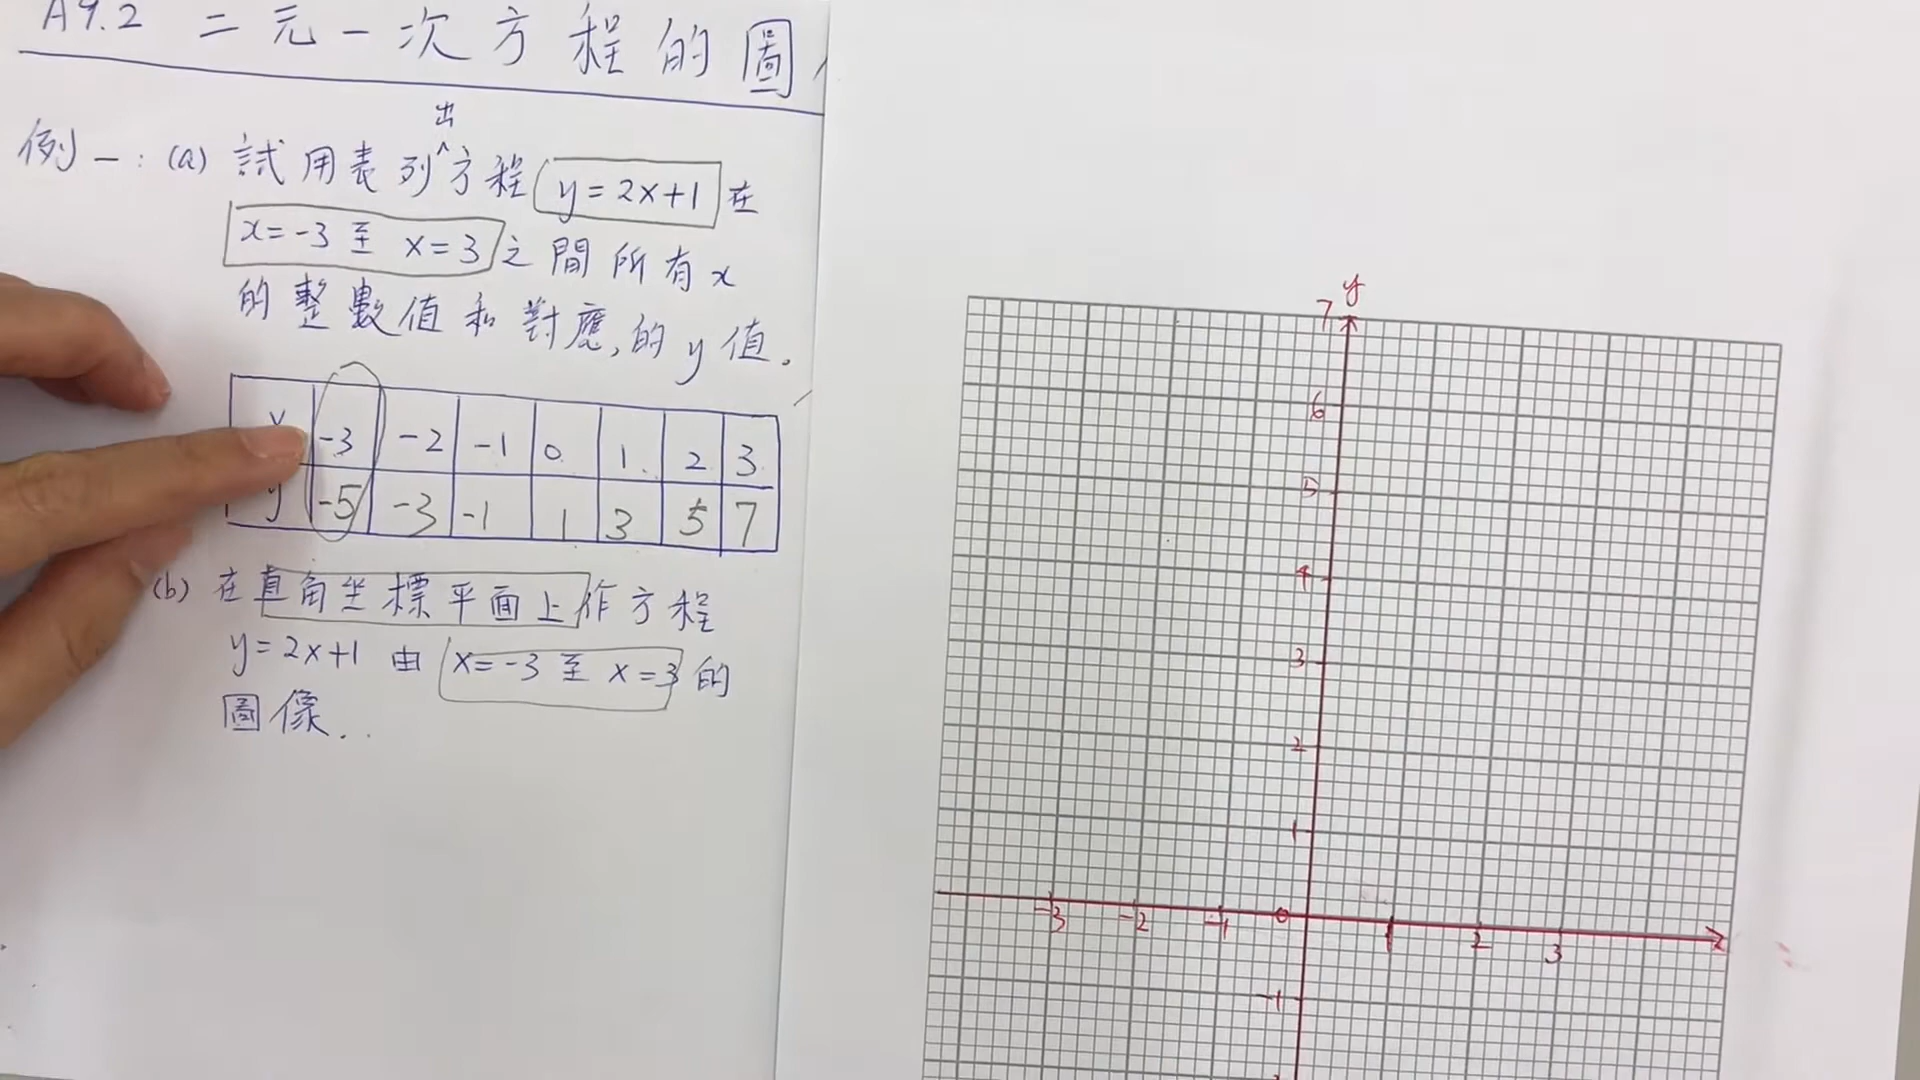 A9.2 二元一次方程的圖
出
例一: (a) 試用表列^方程 y=2x+1 在
x=-3 至 x=3 之間所有 x
的整數值和對應,的 y 值.
-3 -2 -1 0 1 2 3
y -5 -3 -1 1 3 5 7
(b) 在直角坐標平面上作方程
y=2x+1 由 x=-3 至 x=3 的
圖像.
y
7
6
5
4
3
2
1
-3 -2 -1 0 1 2 3
-1